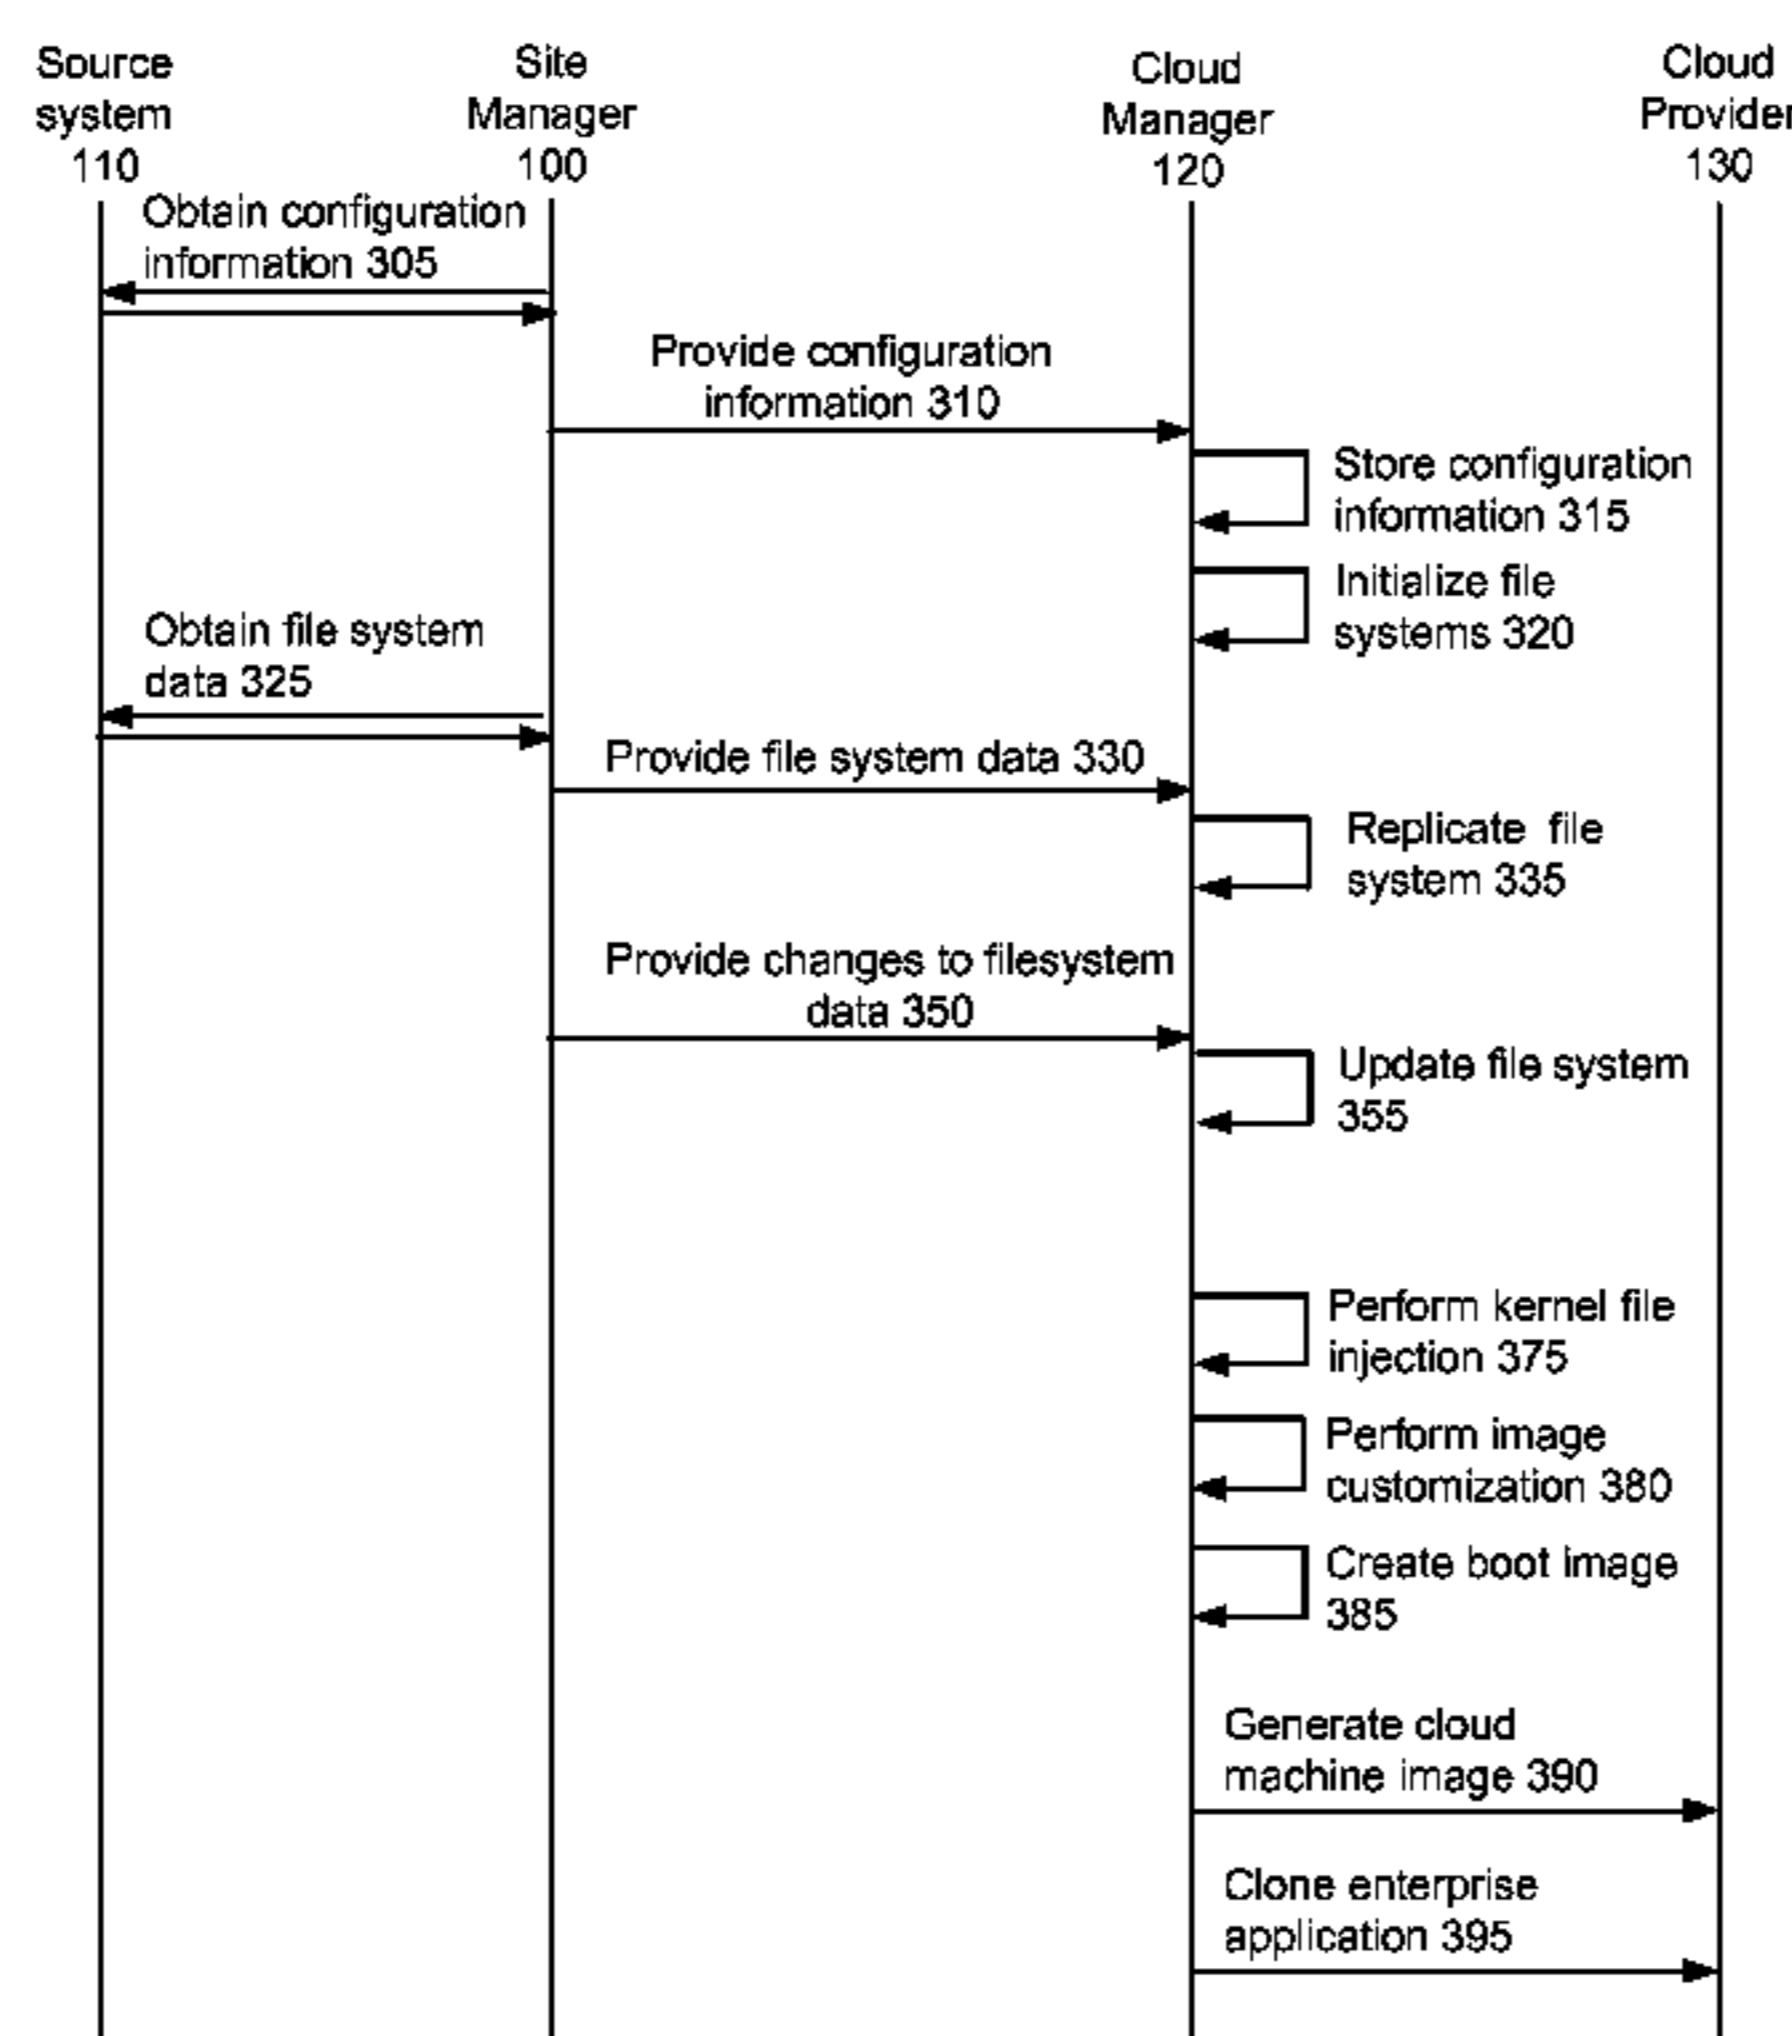 Source
system
110
Site
Manager
100
Cloud
Manager
120
Cloud
Provider
130
Obtain configuration
information 305
Provide configuration
information 310
Store configuration
information 315
Initialize file
systems 320
Obtain file system
data 325
Provide file system data 330
Replicate file
system 335
Provide changes to filesystem
data 350
Update file system
355
Perform kernel file
injection 375
Perform image
customization 380
Create boot image
385
Generate cloud
machine image 390
Clone enterprise
application 395